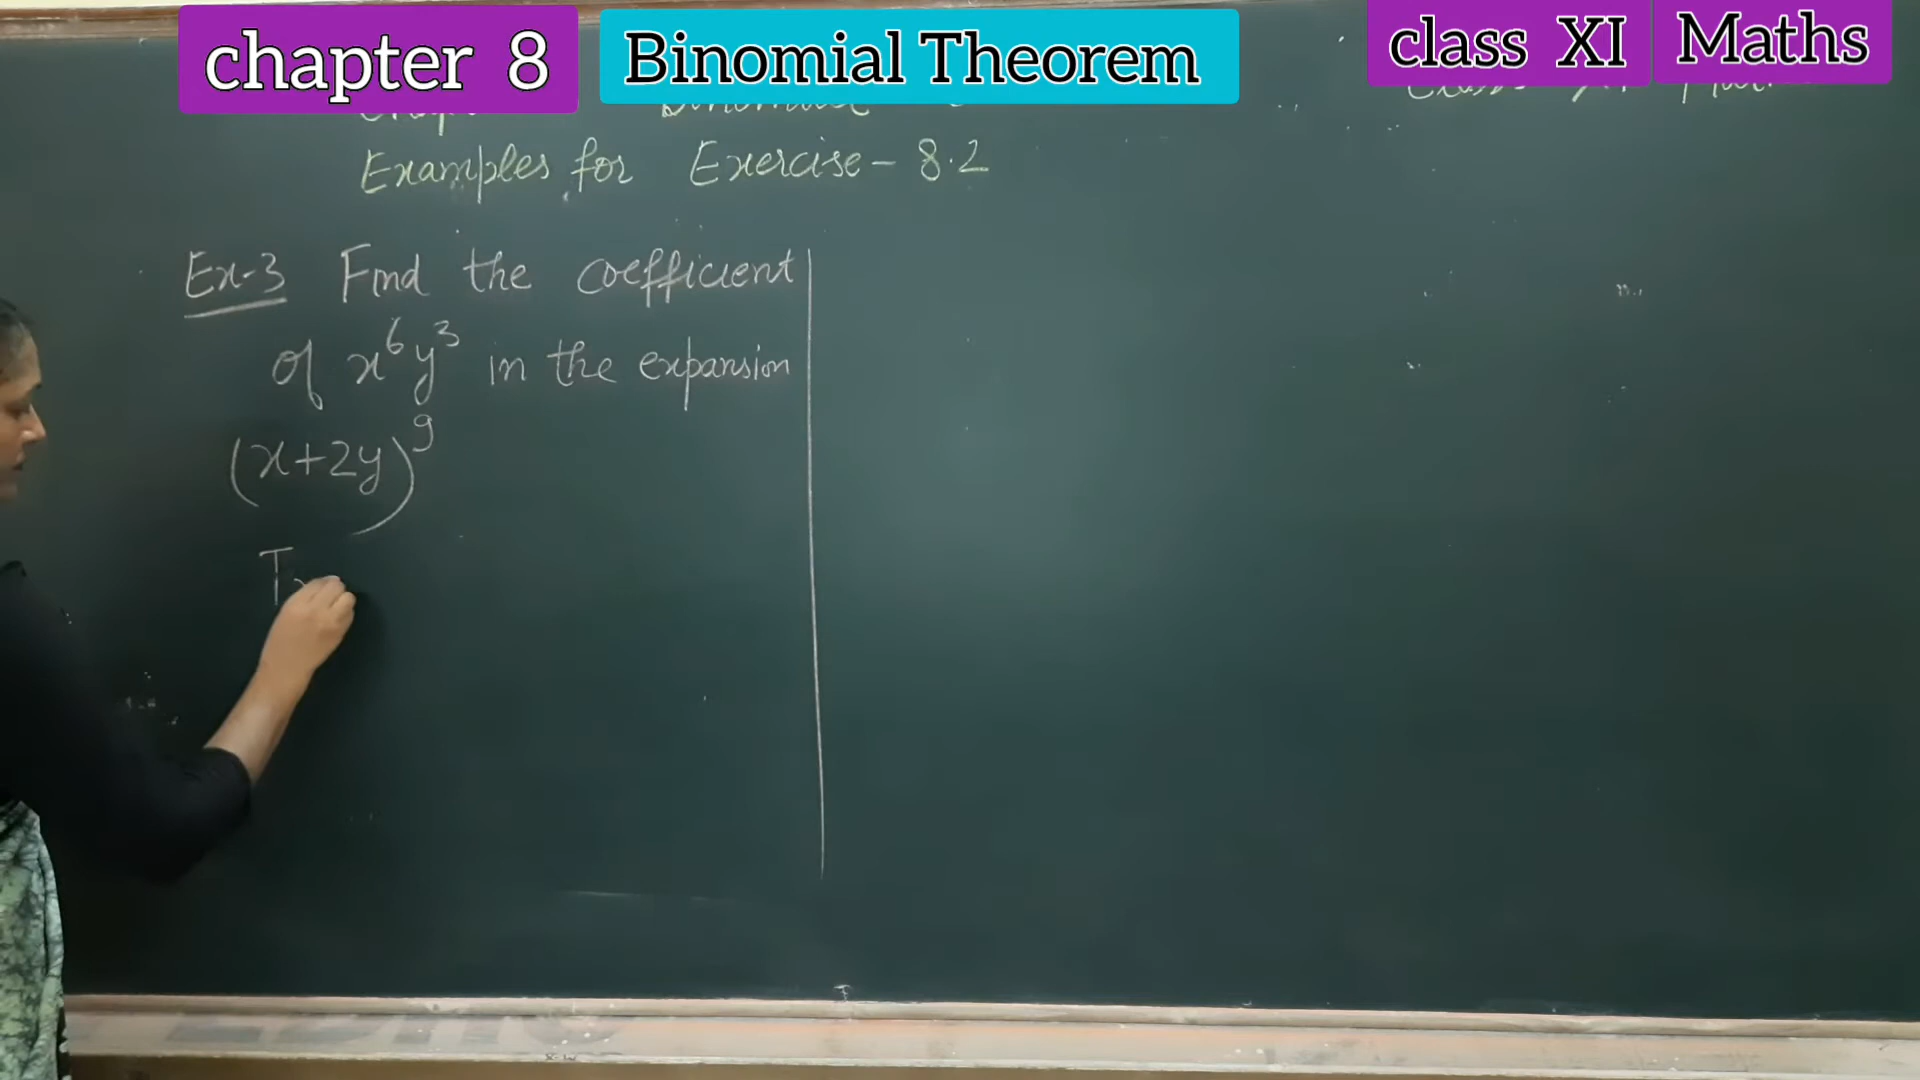 chapter 8 Binomial Theorem class XI Maths
Examples for Exercise - 8.2
Ex-3 Find the coefficient
of x⁶y³ in the expansion
(x+2y)⁹
T